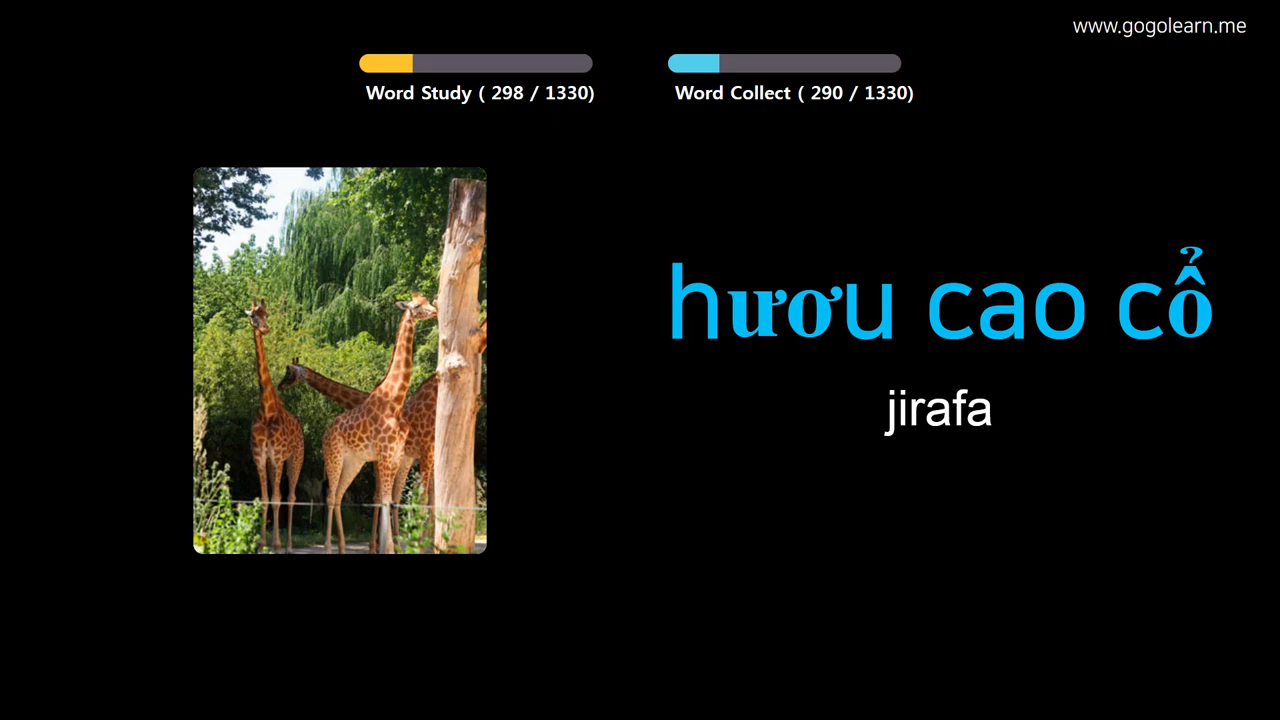 www.gogolearn.me
Word Study ( 298 / 1330)
Word Collect ( 290 / 1330)
hươu cao cổ
jirafa